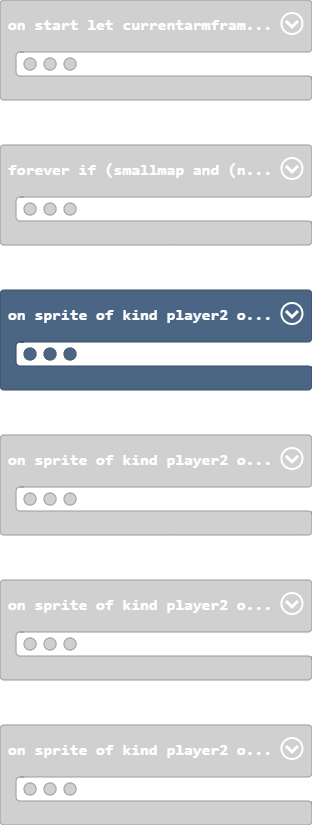 on start let currentarmfram...
forever if (smallmap and (n...
on sprite of kind player2 o...
on sprite of kind player2 o...
on sprite of kind player2 o...
on sprite of kind player2 o...